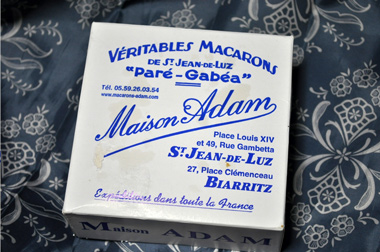 VÉRITABLES MACARONS
DE ST JEAN-DE-LUZ
"Paré-Gabéa"
Tél. 05.59.26.03.54
www.macarons-adam.com
Maison Adam
Place Louis XIV
et 49, Rue Gambetta
ST JEAN-DE-LUZ
27, Place Clémenceau
BIARRITZ
Expéditions dans toute la France
Maison ADAM